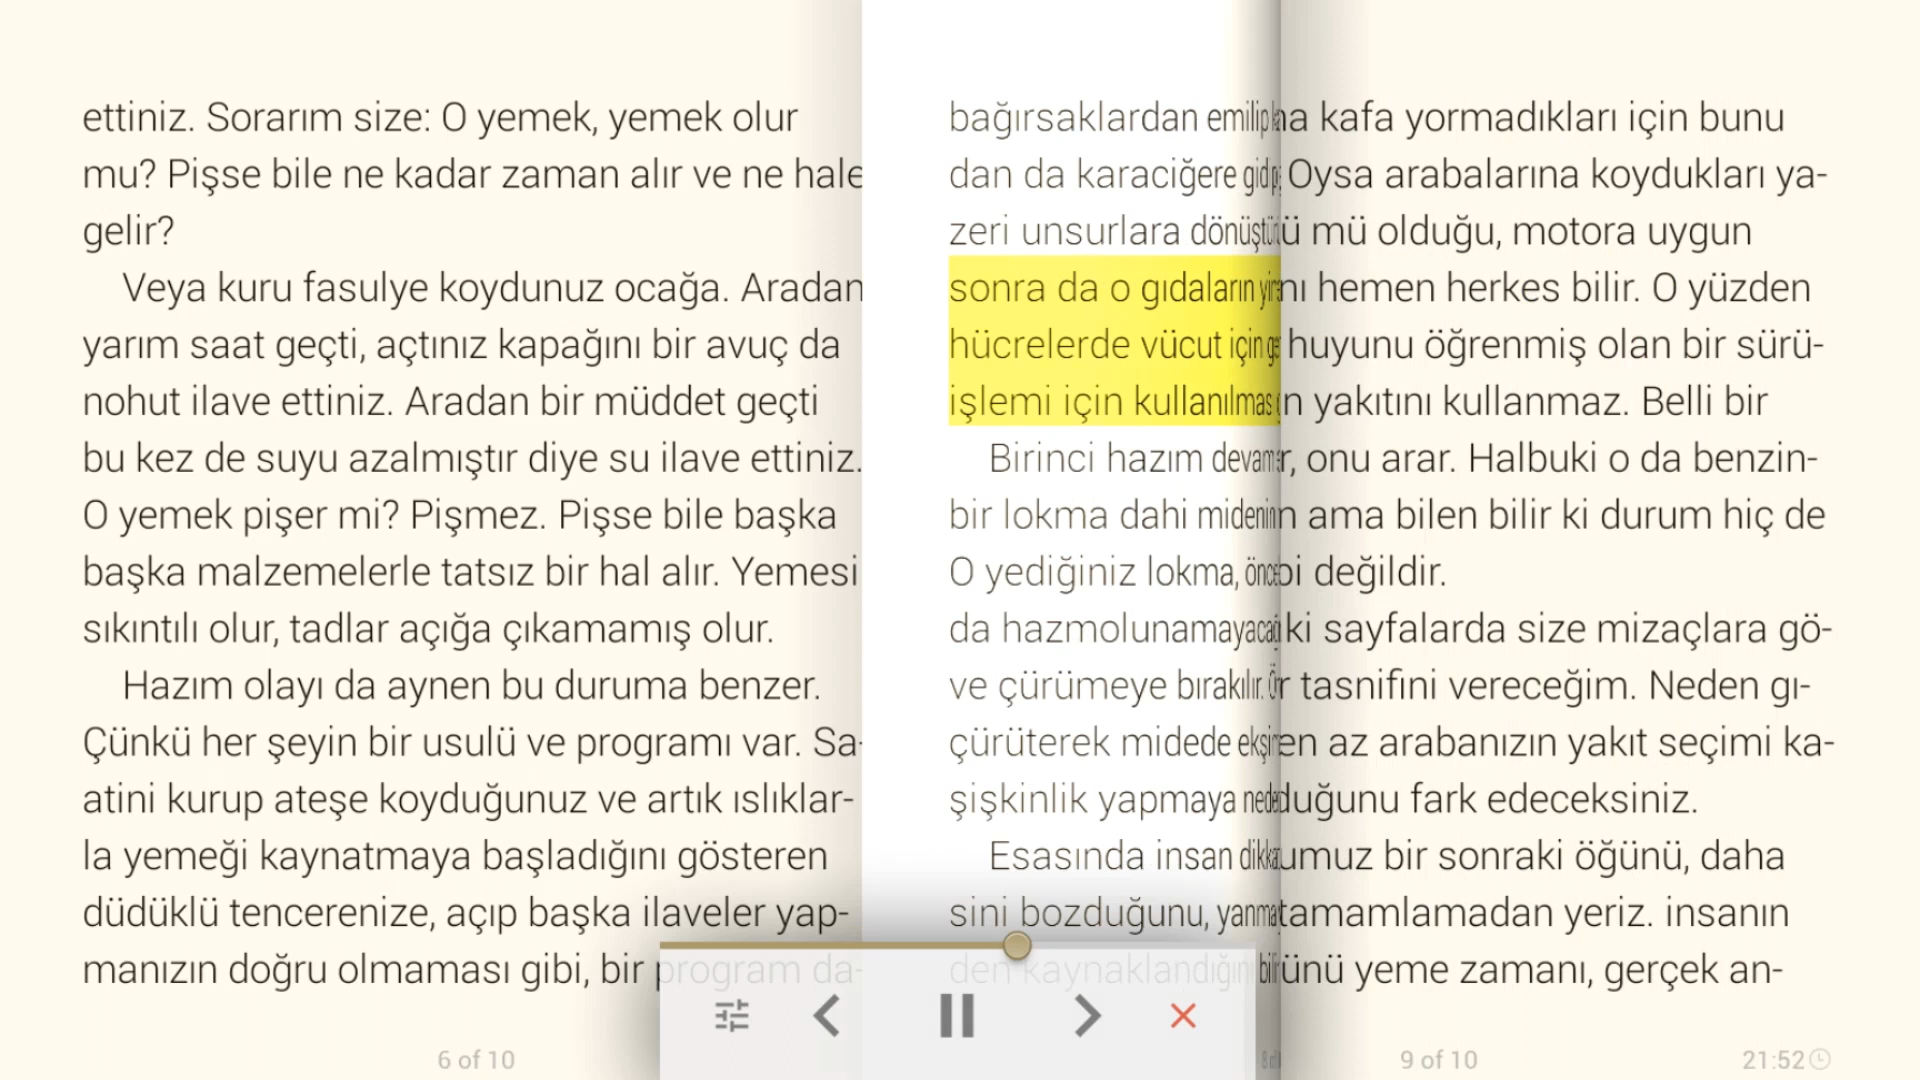 ettiniz. Sorarım size: O yemek, yemek olur
mu? Pişse bile ne kadar zaman alır ve ne hale
gelir?
Veya kuru fasulye koydunuz ocağa. Aradan
yarım saat geçti, açtınız kapağını bir avuç da
nohut ilave ettiniz. Aradan bir müddet geçti
bu kez de suyu azalmıştır diye su ilave ettiniz.
O yemek pişer mi? Pişmez. Pişse bile başka
başka malzemelerle tatsız bir hal alır. Yemesi
sıkıntılı olur, tadlar açığa çıkamamış olur.
Hazım olayı da aynen bu duruma benzer.
Çünkü her şeyin bir usulü ve programı var. Sa-
atini kurup ateşe koyduğunuz ve artık ıslıklar-
la yemeği kaynatmaya başladığını gösteren
düdüklü tencerenize, açıp başka ilaveler yap-
manızın doğru olmaması gibi, bir program da-
6 of 10
bağırsaklardan emilip
dan da karaciğere
zeri unsurlara
sonra da o gıdaların
hücrelerde vücut için
işlemi için
Birinci hazım
bir lokma dahi
O yediğiniz lokma,
da
ve çürümeye bırakılır.
çürüterek midede
şişkinlik yapmaya
Esasında insan
sini bozduğunu,
den kaynaklandığını
kafa yormadıkları için bunu
Oysa arabalarına koydukları ya-
mü olduğu, motora uygun
hemen herkes bilir. O yüzden
huyunu öğrenmiş olan bir sürü-
yakıtını kullanmaz. Belli bir
onu arar. Halbuki o da benzin-
ama bilen bilir ki durum hiç de
değildir.
sayfalarda size mizaçlara gö-
tasnifini vereceğim. Neden gı-
az arabanızın yakıt seçimi ka-
fark edeceksiniz.
bir sonraki öğünü, daha
tamamlamadan yeriz. insanın
yeme zamanı, gerçek an-
9 of 10
21:52